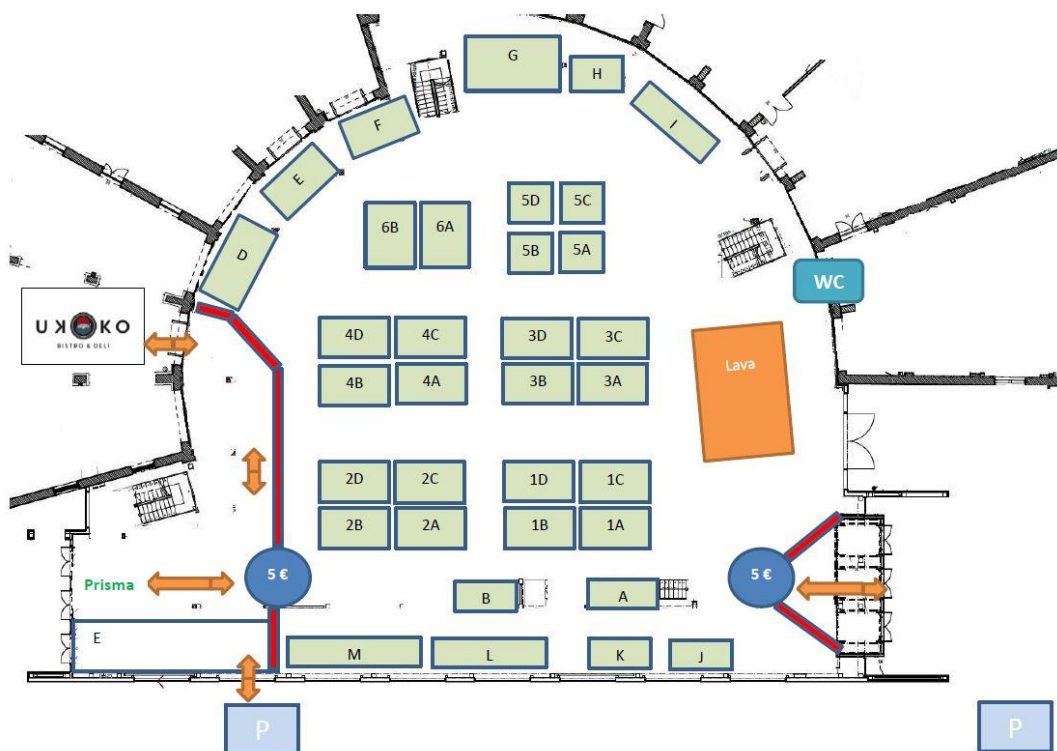 G
H
F
I
E
5D
5C
6B
6A
5B
5A
D
WC
UKOKO
BISTRO & DELI
4D
4C
3D
3C
Lava
4B
4A
3B
3A
2D
2C
1D
1C
2B
2A
1B
1A
5 €
5 €
Prisma
B
A
E
M
L
K
J
P
P